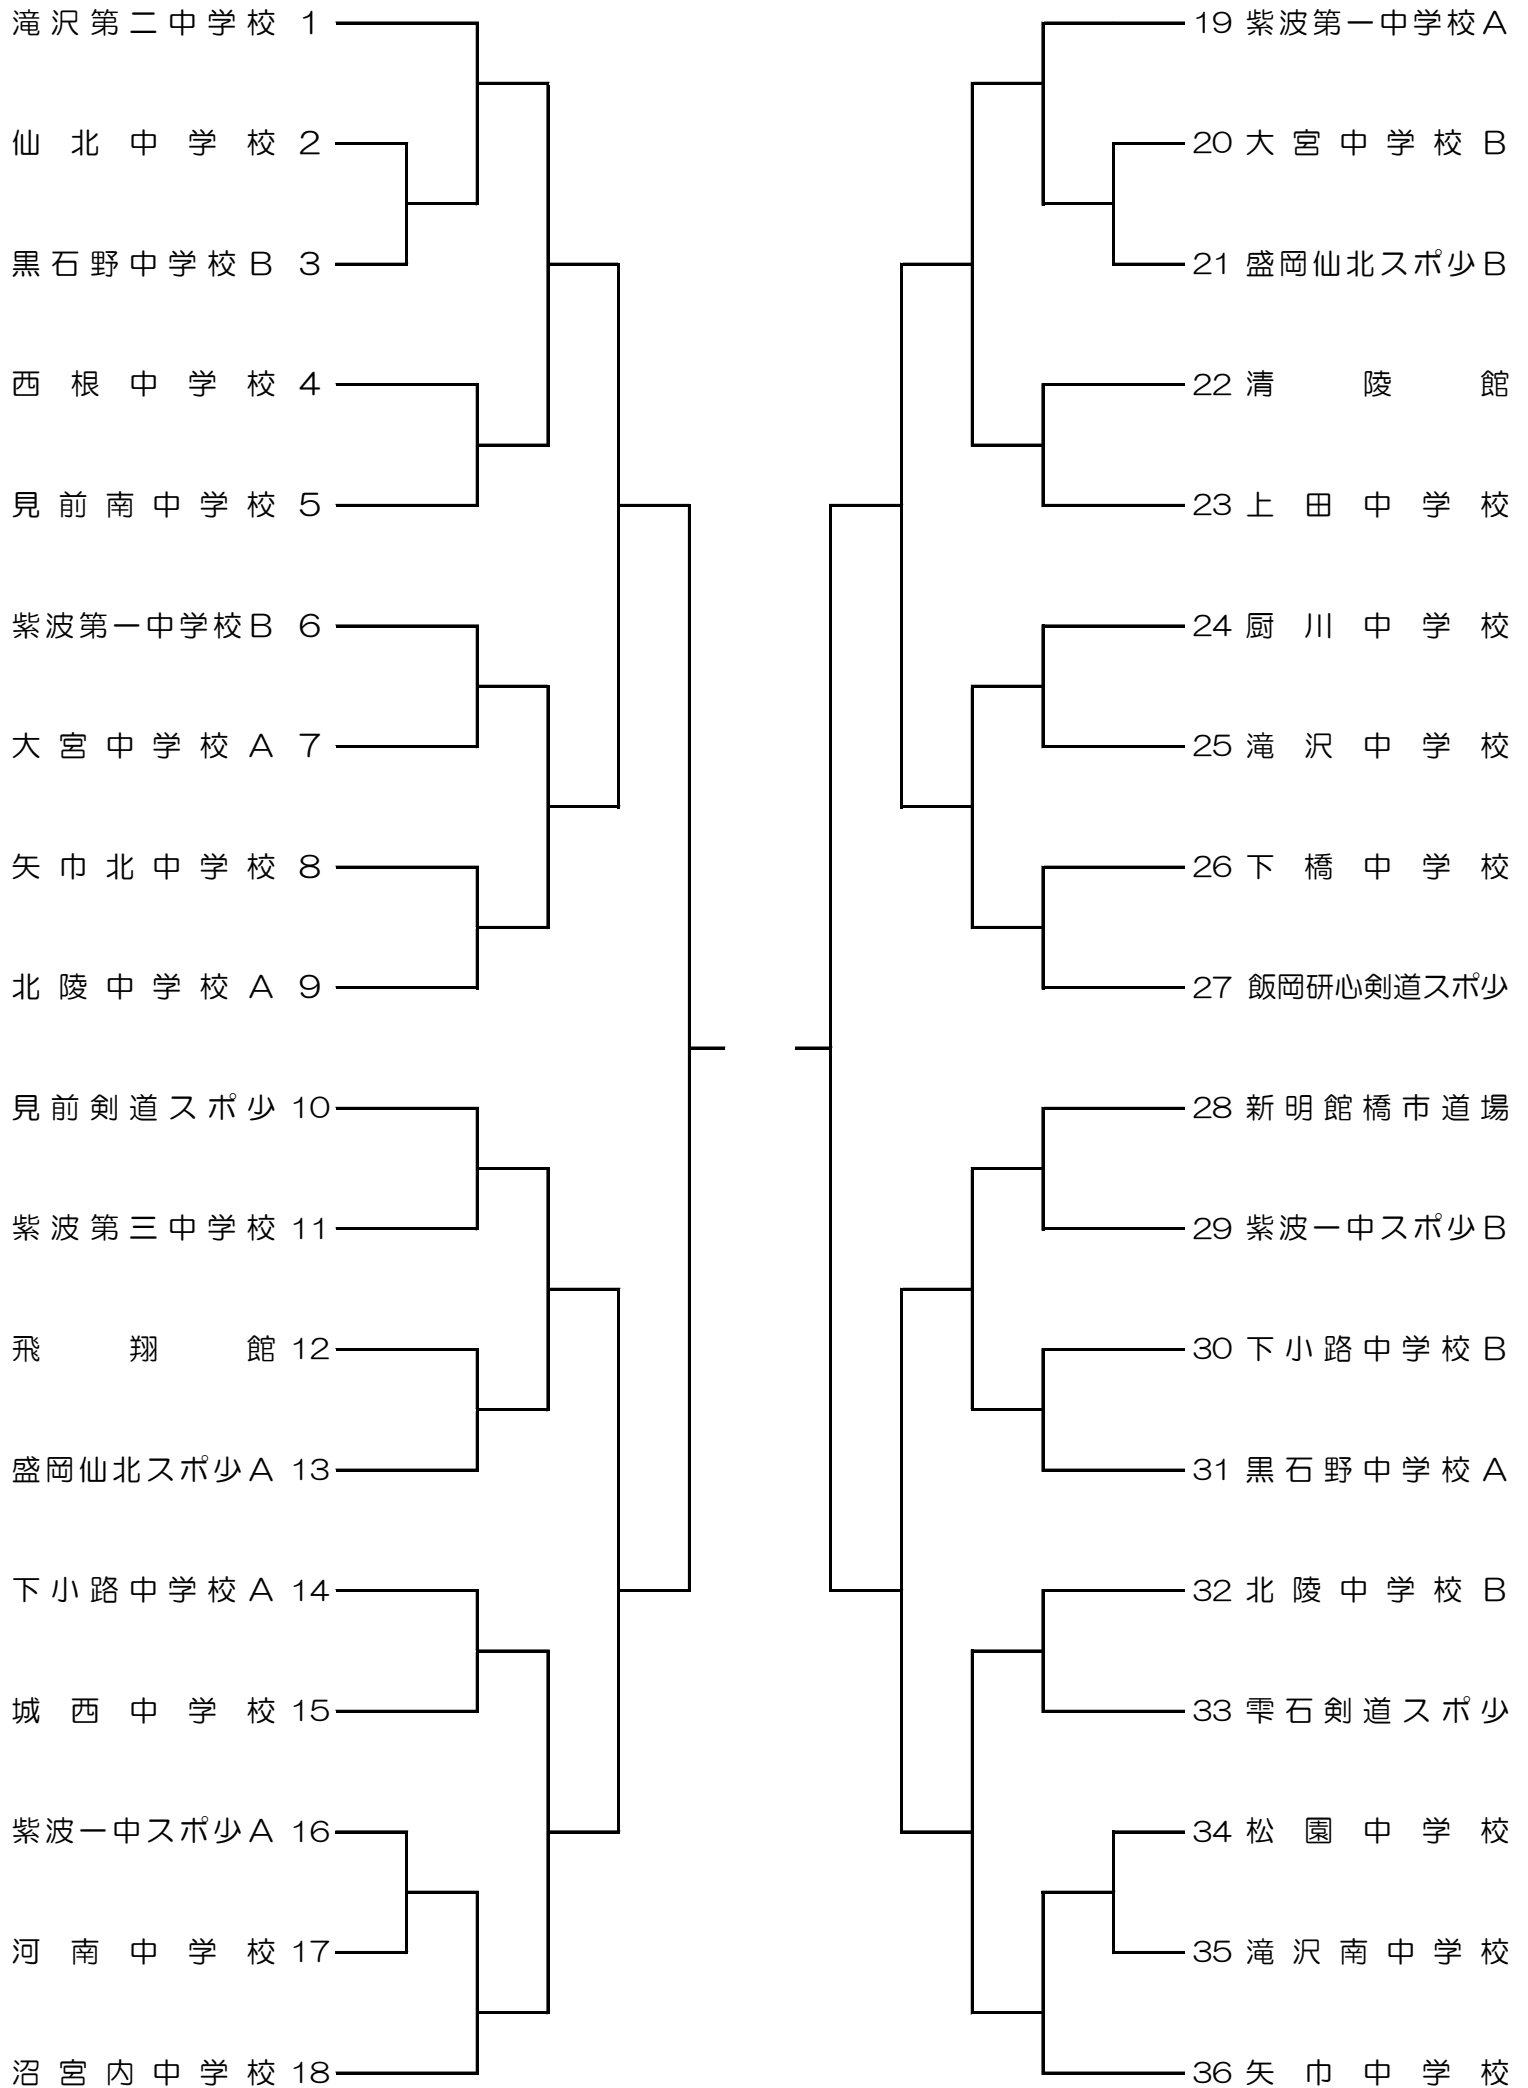 滝沢第二中学校 1
仙北中学校 2
黒石野中学校B 3
西根中学校 4
見前南中学校 5
紫波第一中学校B 6
大宮中学校A 7
矢巾北中学校 8
北陵中学校A 9
見前剣道スポ少 10
紫波第三中学校 11
飛翔館 12
盛岡仙北スポ少A 13
下小路中学校A 14
城西中学校 15
紫波一中スポ少A 16
河南中学校 17
沼宮内中学校 18
19 紫波第一中学校A
20 大宮中学校B
21 盛岡仙北スポ少B
22 清陵館
23 上田中学校
24 厨川中学校
25 滝沢中学校
26 下橋中学校
27 飯岡研心剣道スポ少
28 新明館橋市道場
29 紫波一中スポ少B
30 下小路中学校B
31 黒石野中学校A
32 北陵中学校B
33 雫石剣道スポ少
34 松園中学校
35 滝沢南中学校
36 矢巾中学校